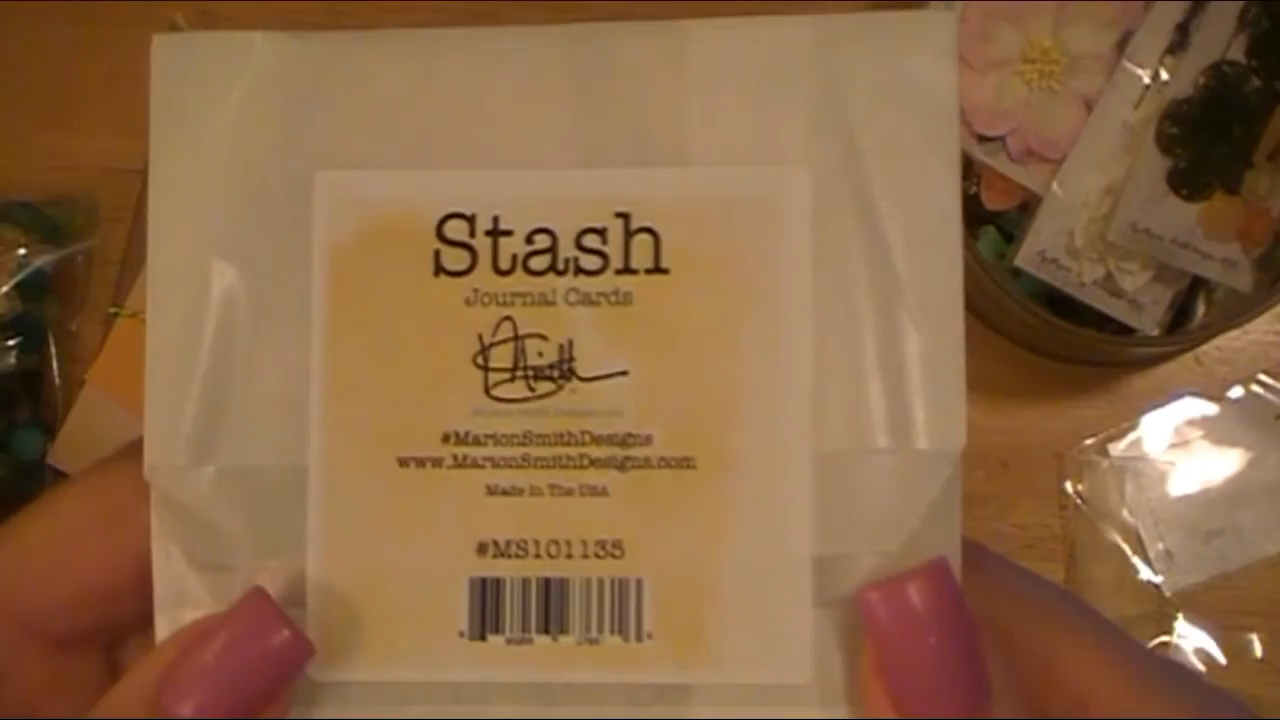 Stash
Journal Cards
#MarionSmithDesigns
www.MarionSmithDesigns.com
Made In The USA
#MS101135